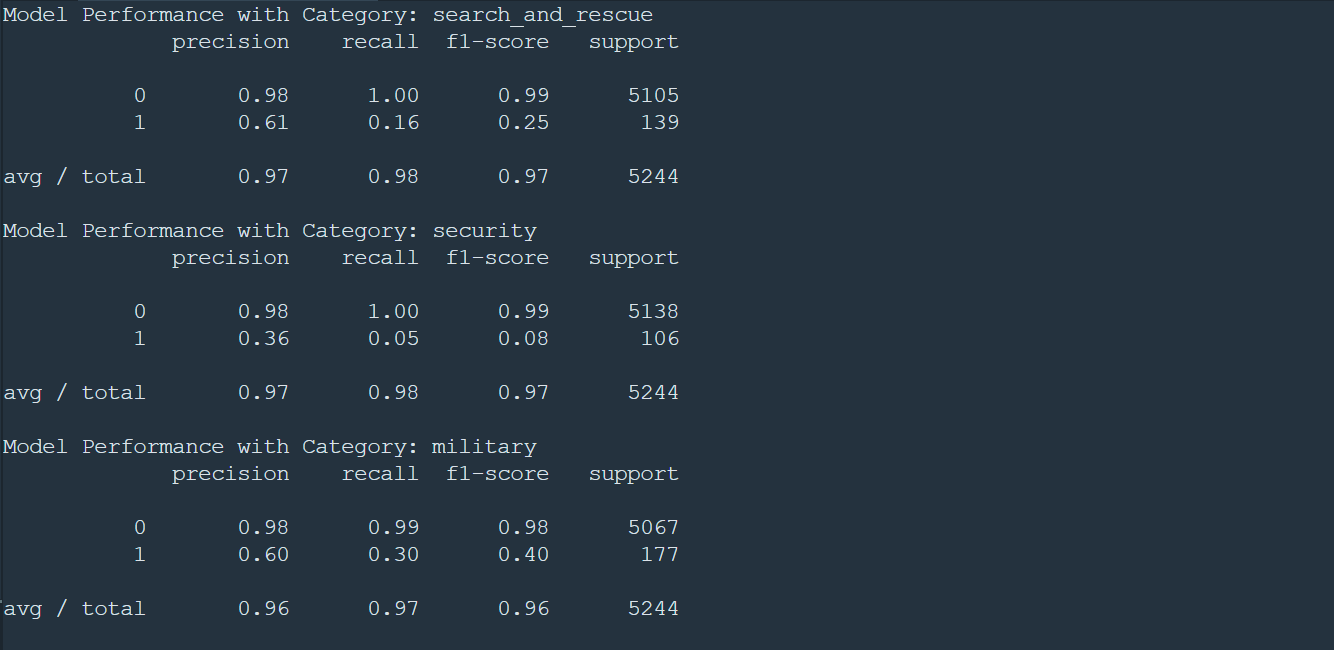 Model Performance with Category: search_and_rescue
precision recall f1-score support
0 0.98 1.00 0.99 5105
1 0.61 0.16 0.25 139
avg / total 0.97 0.98 0.97 5244
Model Performance with Category: security
precision recall f1-score support
0 0.98 1.00 0.99 5138
1 0.36 0.05 0.08 106
avg / total 0.97 0.98 0.97 5244
Model Performance with Category: military
precision recall f1-score support
0 0.98 0.99 0.98 5067
1 0.60 0.30 0.40 177
avg / total 0.96 0.97 0.96 5244